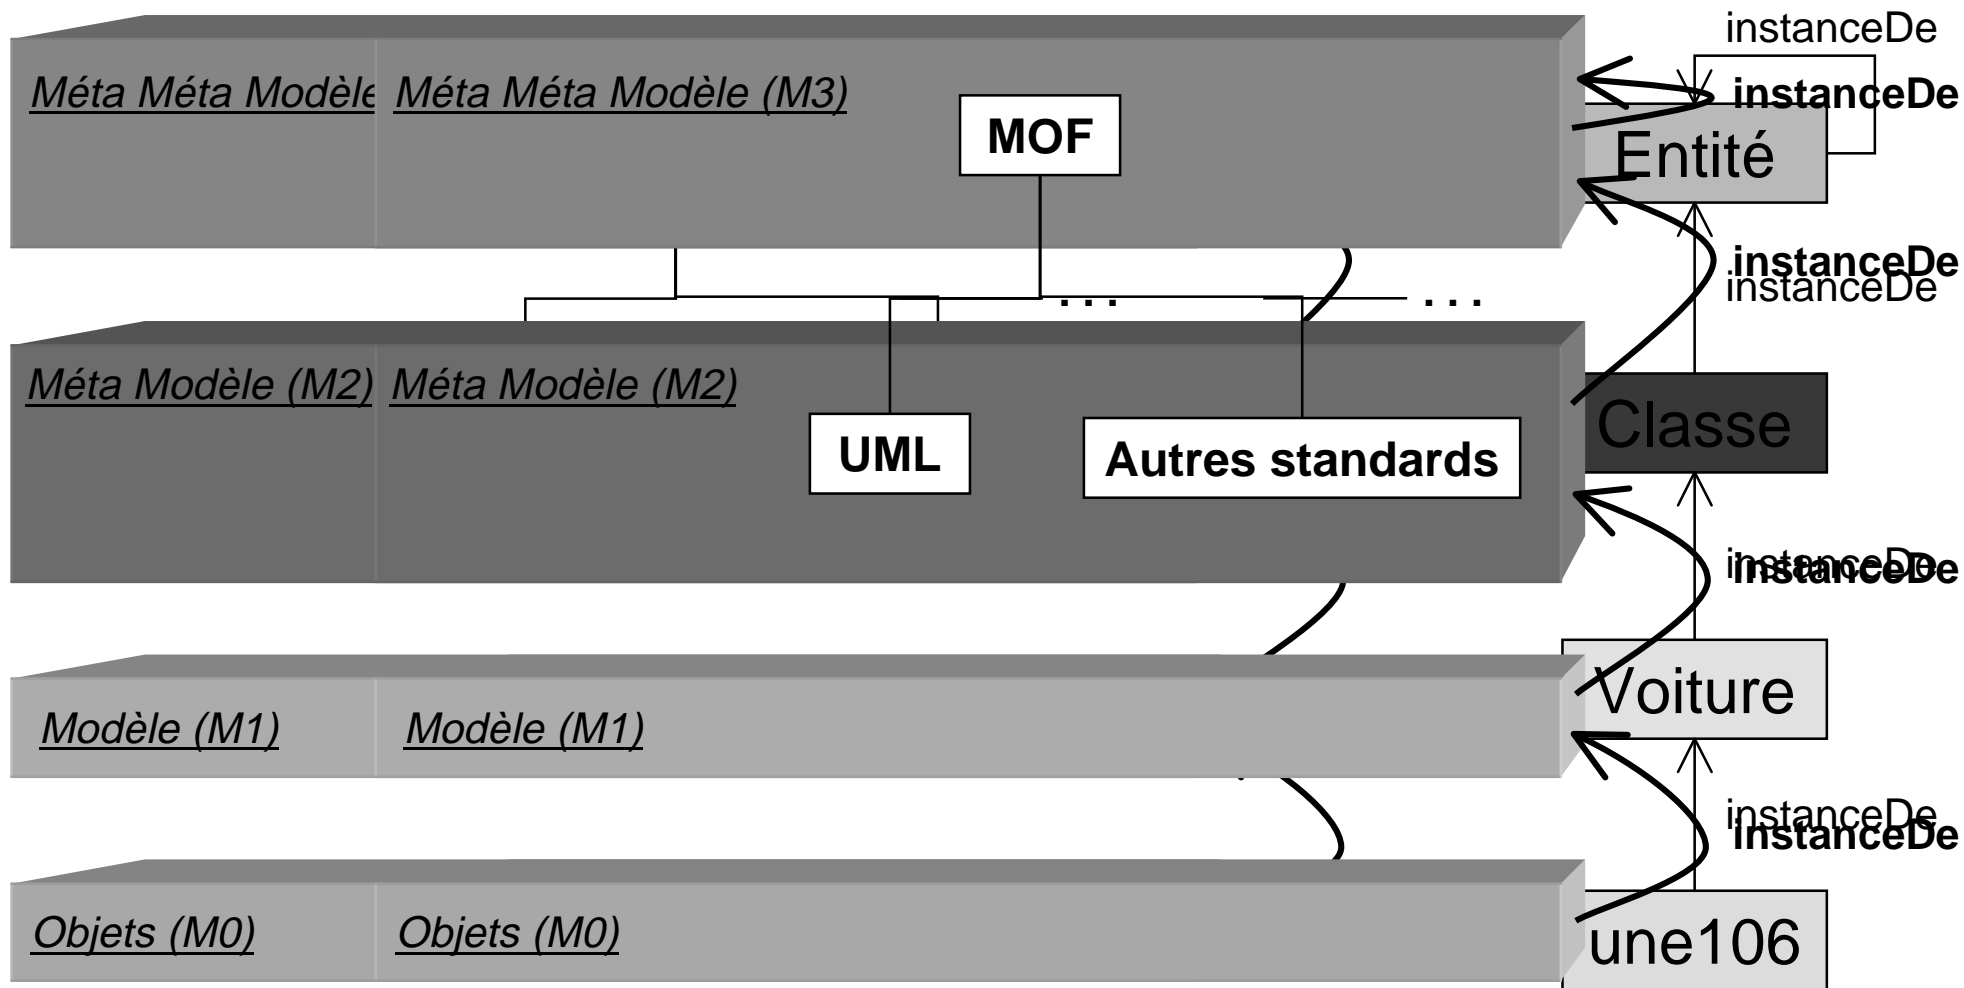 instanceDe
Méta Méta Modèle
Méta Méta Modèle (M3)
instanceDe
MOF
Entité
instanceDe
instanceDe
...
...
Méta Modèle (M2)
Méta Modèle (M2)
Classe
UML
Autres standards
instanceDe
instanceDe
Voiture
Modèle (M1)
Modèle (M1)
instanceDe
instanceDe
Objets (M0)
Objets (M0)
une106